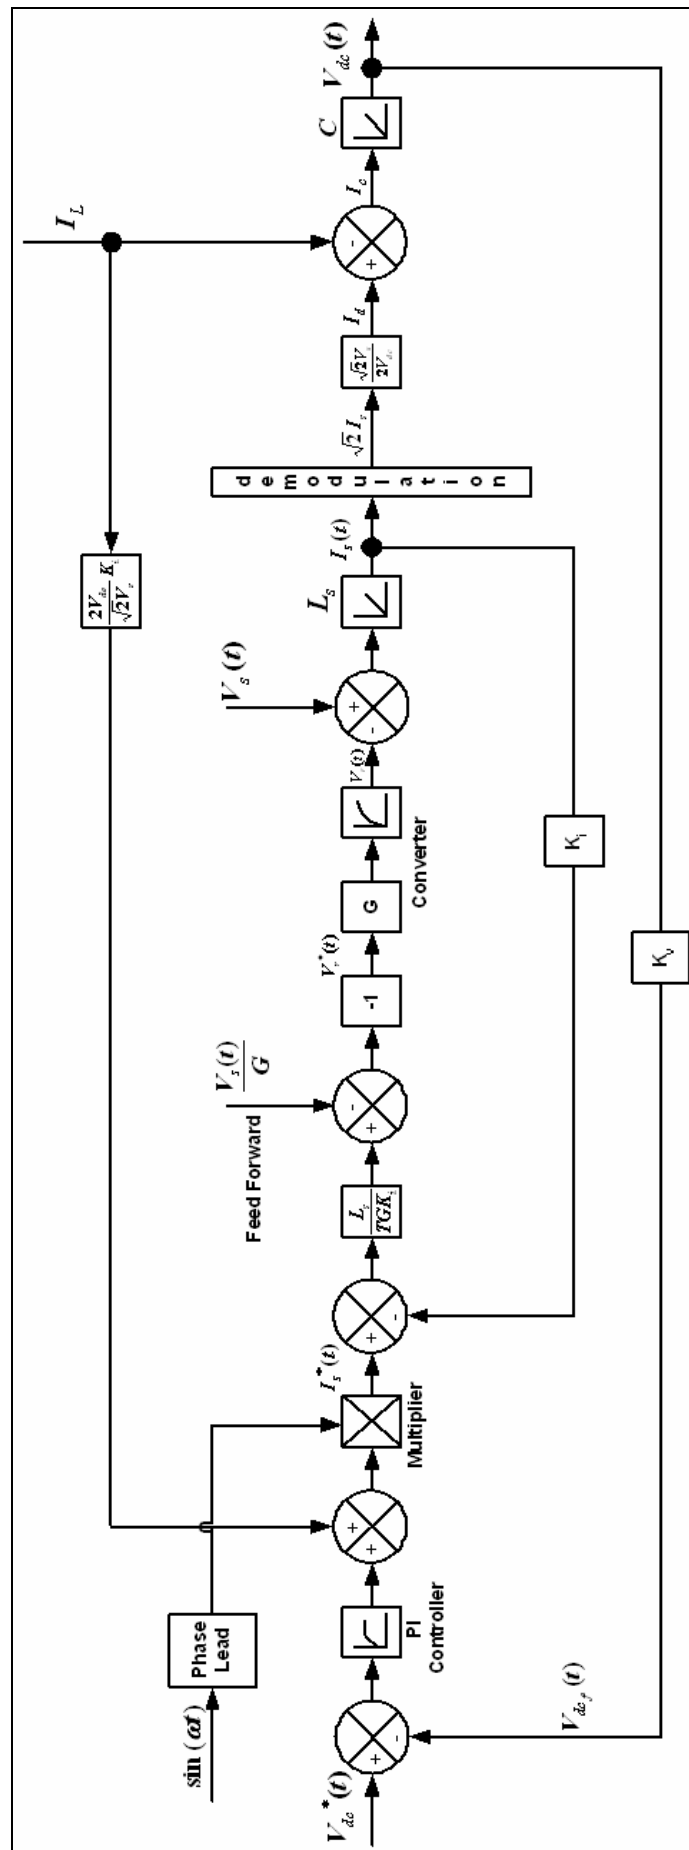 sin(ωt)
Phase
Lead
V_dc*(t)
+
-
PI
Controller
V_dc_f(t)
+
+
Multiplier
I_s*(t)
+
-
L_s / TGK_i
Feed Forward
V_s(t) / G
+
-
-1
V_r*(t)
G
Converter
V_r(t)
V_s(t)
+
-
L_s
I_s(t)
K_i
K_v
demodulation
√2 I_s
√2V_s / 2V_dc
I_d
+
-
I_L
2V_dc / √2V_s K_i
I_c
C
V_dc(t)